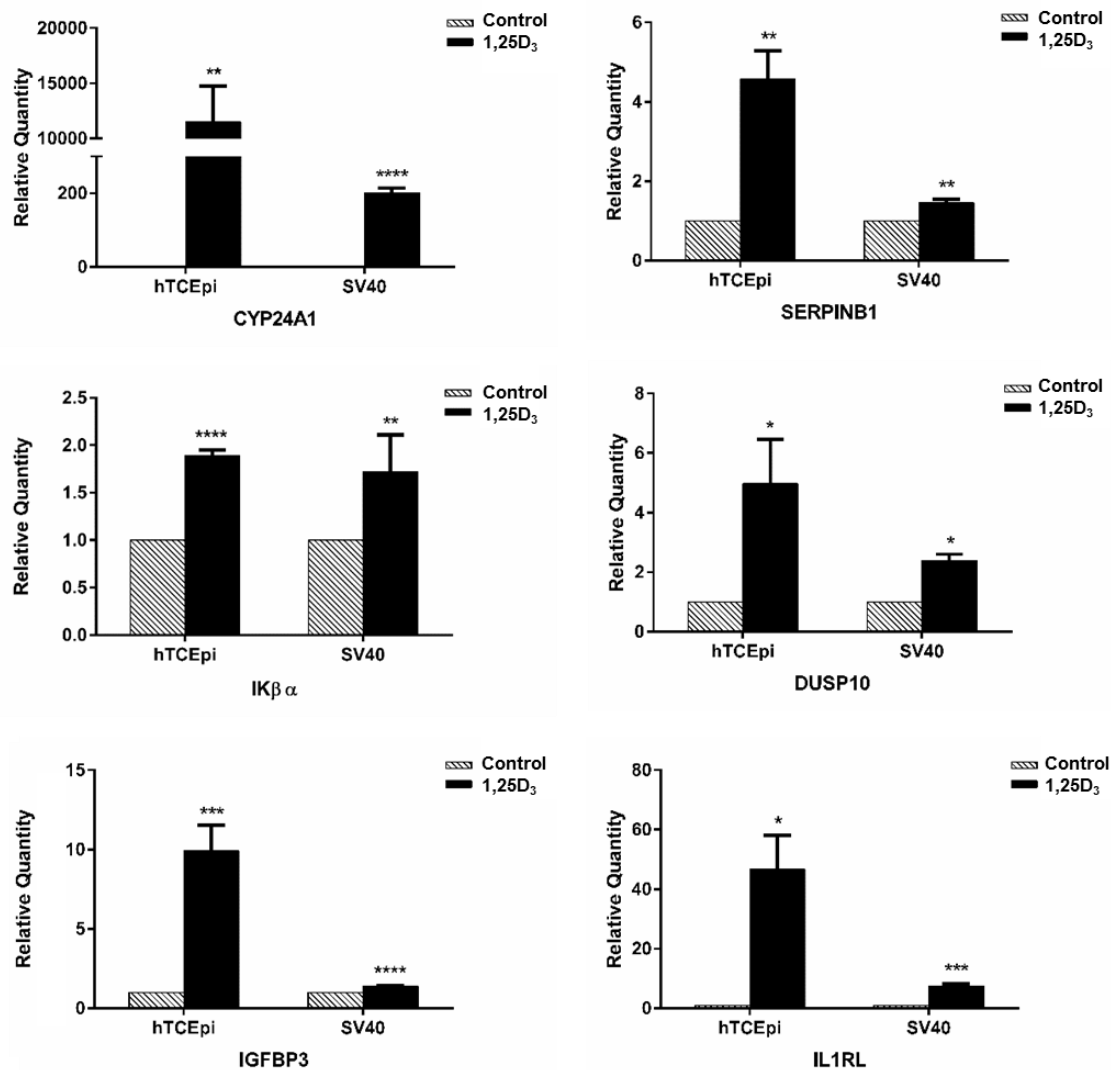 Control
1,25D₃
20000
15000
10000
200
0
Relative Quantity
**
****
hTCEpi SV40
CYP24A1
Control
1,25D₃
6
4
2
0
Relative Quantity
**
**
hTCEpi SV40
SERPINB1
Control
1,25D₃
2.5
2.0
1.5
1.0
0.5
0.0
Relative Quantity
****
**
hTCEpi SV40
IKβ α
Control
1,25D₃
8
6
4
2
0
Relative Quantity
*
*
hTCEpi SV40
DUSP10
Control
1,25D₃
15
10
5
0
Relative Quantity
***
****
hTCEpi SV40
IGFBP3
Control
1,25D₃
80
60
40
20
0
Relative Quantity
*
***
hTCEpi SV40
IL1RL